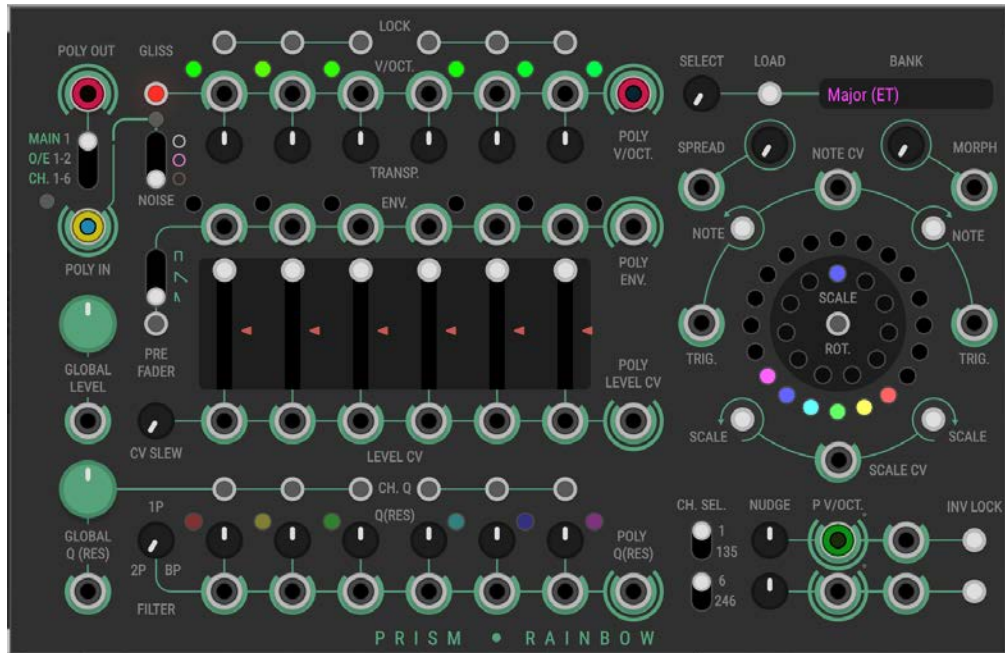 LOCK
POLY OUT
GLISS
V/OCT.
SELECT
LOAD
BANK
Major (ET)
MAIN 1
O/E 1-2
CH. 1-6
NOISE
TRANSP.
POLY
V/OCT.
SPREAD
NOTE CV
MORPH
POLY IN
ENV.
POLY
ENV.
NOTE
NOTE
SCALE
ROT.
TRIG.
TRIG.
PRE
FADER
GLOBAL
LEVEL
POLY
LEVEL CV
CV SLEW
LEVEL CV
SCALE
SCALE
SCALE CV
CH. Q
Q(RES)
1P
2P
BP
FILTER
GLOBAL
Q (RES)
POLY
Q(RES)
CH. SEL.
NUDGE
P V/OCT.
INV LOCK
1
135
6
246
PRISM • RAINBOW